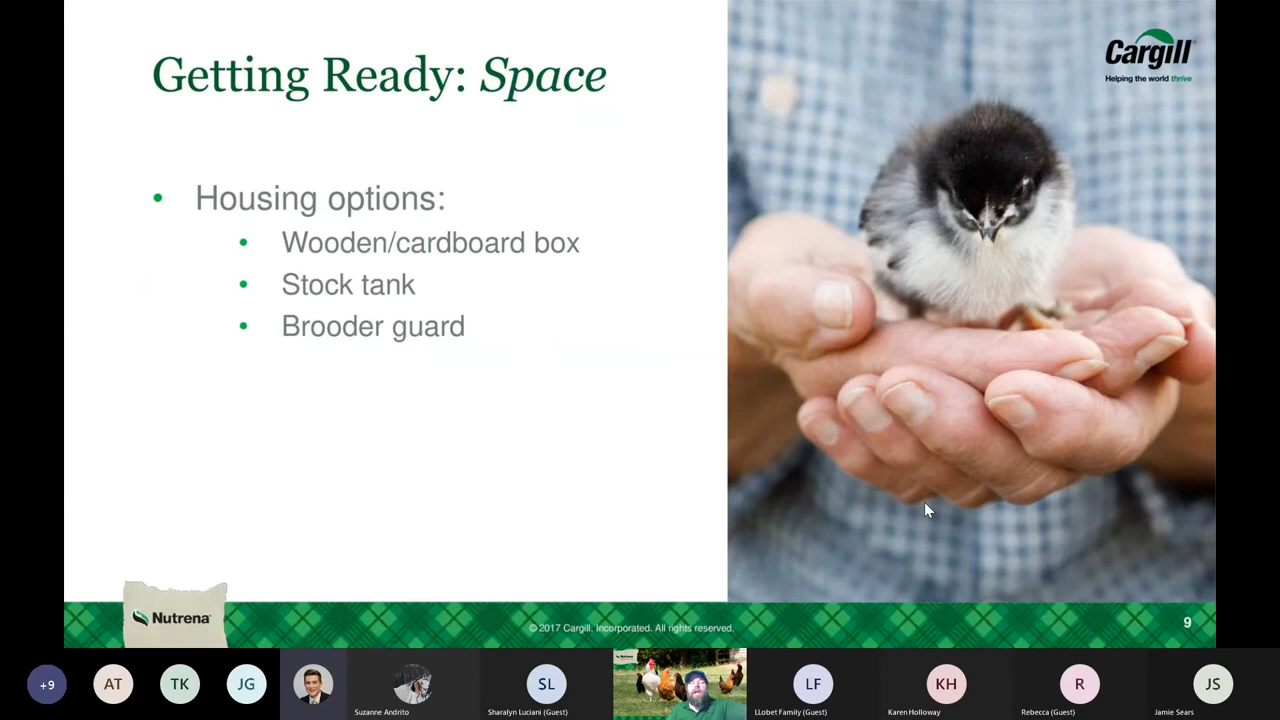 Getting Ready: Space
Cargill
Helping the world thrive
• Housing options:
• Wooden/cardboard box
• Stock tank
• Brooder guard
Nutrena
© 2017 Cargill, Incorporated. All rights reserved.
9
+9
AT
TK
JG
Suzanne Andrito
SL
Sharalyn Luciani (Guest)
LF
LLobet Family (Guest)
KH
Karen Holloway
R
Rebecca (Guest)
JS
Jamie Sears